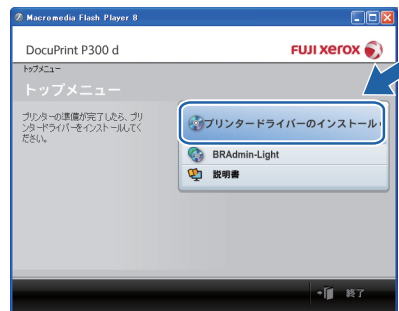 Macromedia Flash Player 8
DocuPrint P300 d
FUJI XEROX
トップメニュー
トップメニュー
プリンターの準備が完了したら、プリ
ンタードライバーをインストールしてく
ださい。
プリンタードライバーのインストール
BRAdmin-Light
説明書
終了